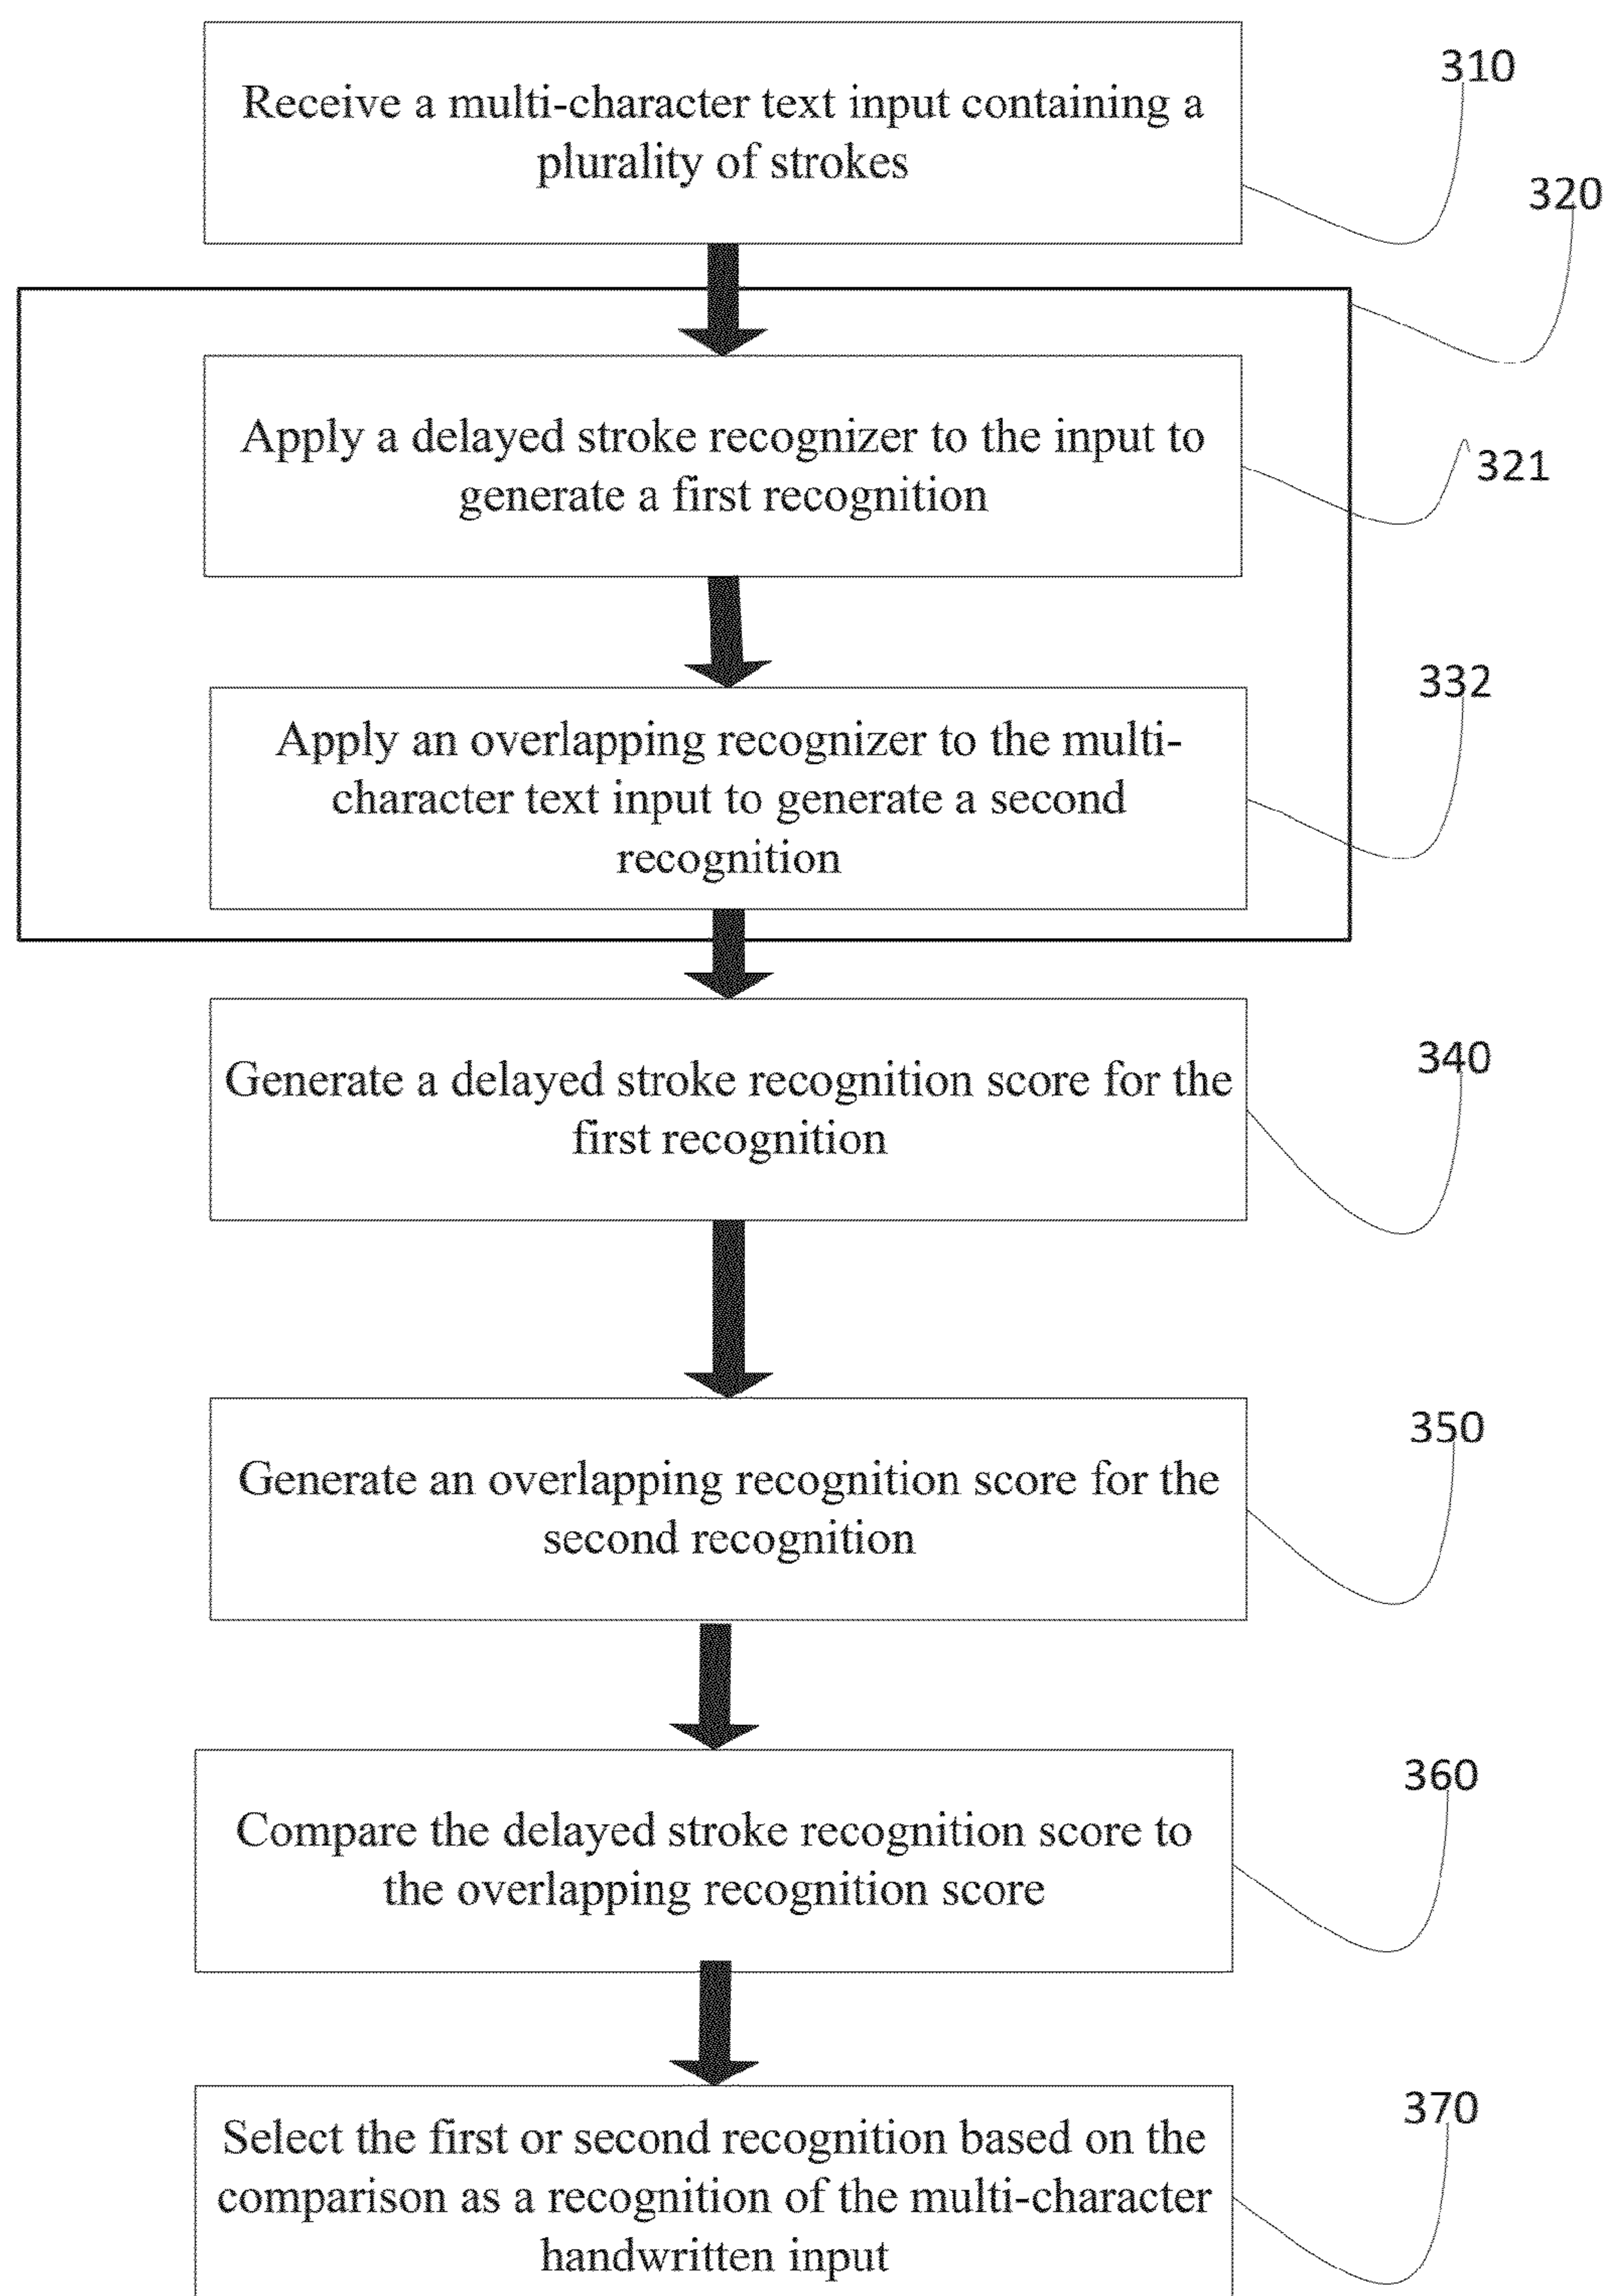 Receive a multi-character text input containing a
plurality of strokes
310
320
Apply a delayed stroke recognizer to the input to
generate a first recognition
321
Apply an overlapping recognizer to the multi-
character text input to generate a second
recognition
332
Generate a delayed stroke recognition score for the
first recognition
340
Generate an overlapping recognition score for the
second recognition
350
Compare the delayed stroke recognition score to
the overlapping recognition score
360
Select the first or second recognition based on the
comparison as a recognition of the multi-character
handwritten input
370